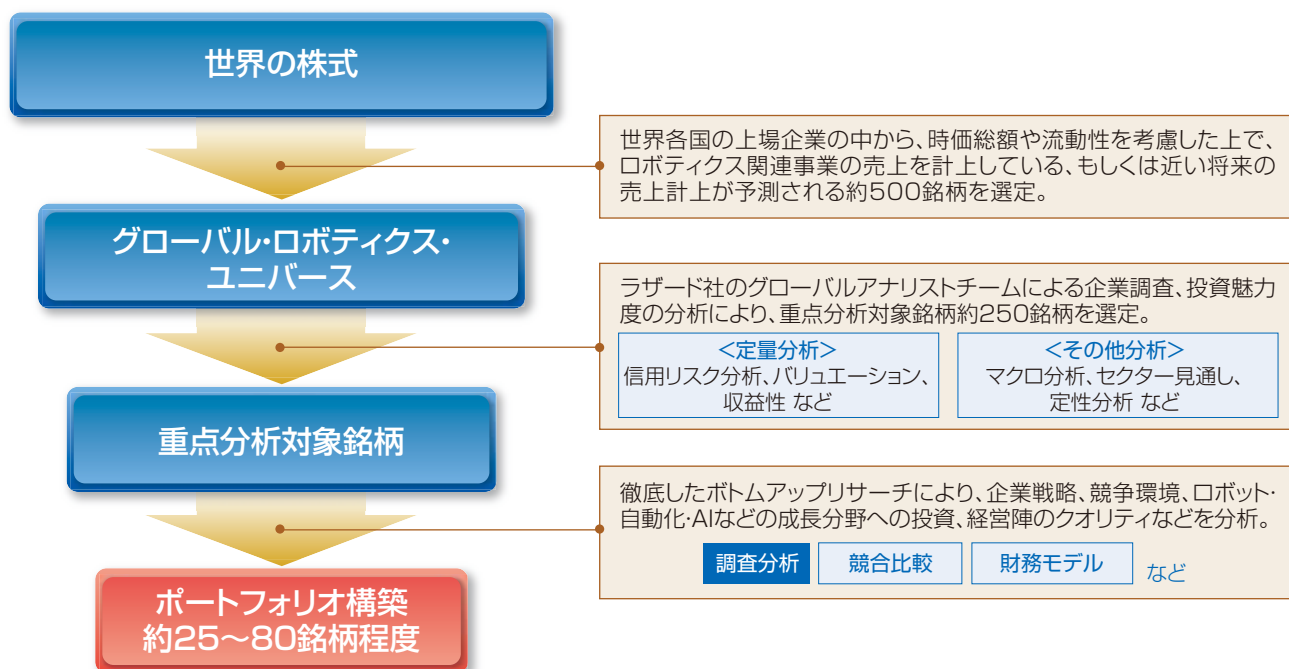 世界の株式
世界各国の上場企業の中から、時価総額や流動性を考慮した上で、
ロボティクス関連事業の売上を計上している、もしくは近い将来の
売上計上が予測される約500銘柄を選定。
グローバル・ロボティクス・
ユニバース
ラザード社のグローバルアナリストチームによる企業調査、投資魅力
度の分析により、重点分析対象銘柄約250銘柄を選定。
<定量分析>
信用リスク分析、バリュエーション、
収益性 など
<その他分析>
マクロ分析、セクター見通し、
定性分析 など
重点分析対象銘柄
徹底したボトムアップリサーチにより、企業戦略、競争環境、ロボット・
自動化・AIなどの成長分野への投資、経営陣のクオリティなどを分析。
調査分析
競合比較
財務モデル
など
ポートフォリオ構築
約25～80銘柄程度